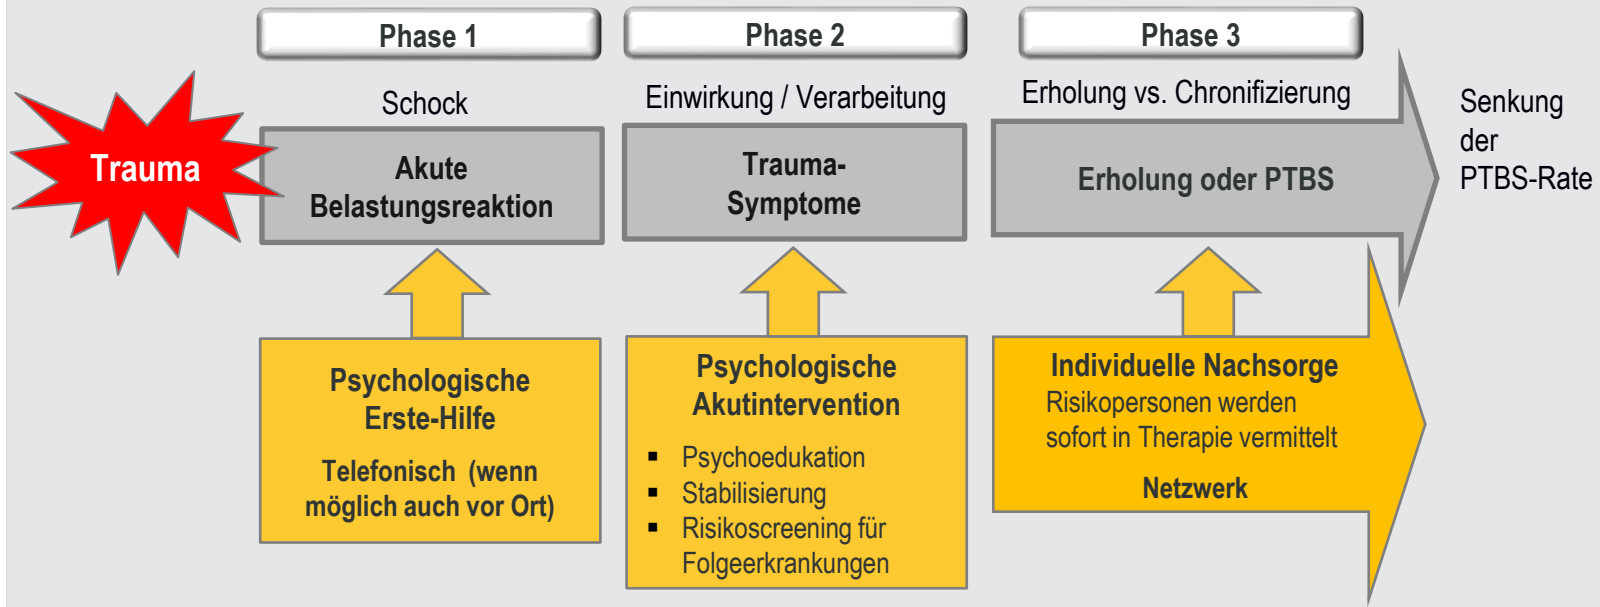 Phase 1
Phase 2
Phase 3
Schock
Einwirkung / Verarbeitung
Erholung vs. Chronifizierung
Trauma
Akute
Belastungsreaktion
Trauma-
Symptome
Erholung oder PTBS
Senkung
der
PTBS-Rate
Psychologische
Erste-Hilfe
Telefonisch (wenn
möglich auch vor Ort)
Psychologische
Akutintervention
▪ Psychoedukation
▪ Stabilisierung
▪ Risikoscreening für
Folgeerkrankungen
Individuelle Nachsorge
Risikopersonen werden
sofort in Therapie vermittelt
Netzwerk